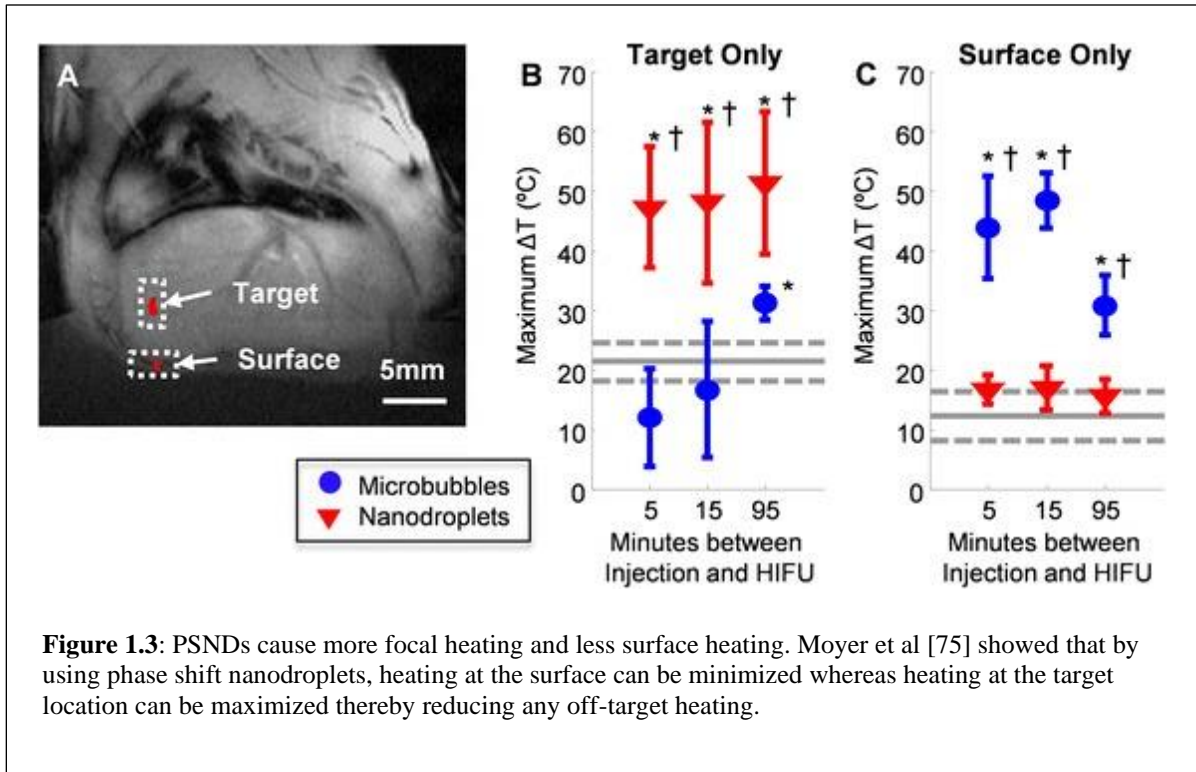 A
Target
Surface
5mm
Microbubbles
Nanodroplets
B
Target Only
70
60
50
40
30
20
10
0
Maximum ΔT (ºC)
* †
* †
* †
*
5 15 95
Minutes between
Injection and HIFU
C
Surface Only
70
60
50
40
30
20
10
0
Maximum ΔT (ºC)
* †
* †
* †
5 15 95
Minutes between
Injection and HIFU
Figure 1.3: PSNDs cause more focal heating and less surface heating. Moyer et al [75] showed that by
using phase shift nanodroplets, heating at the surface can be minimized whereas heating at the target
location can be maximized thereby reducing any off-target heating.